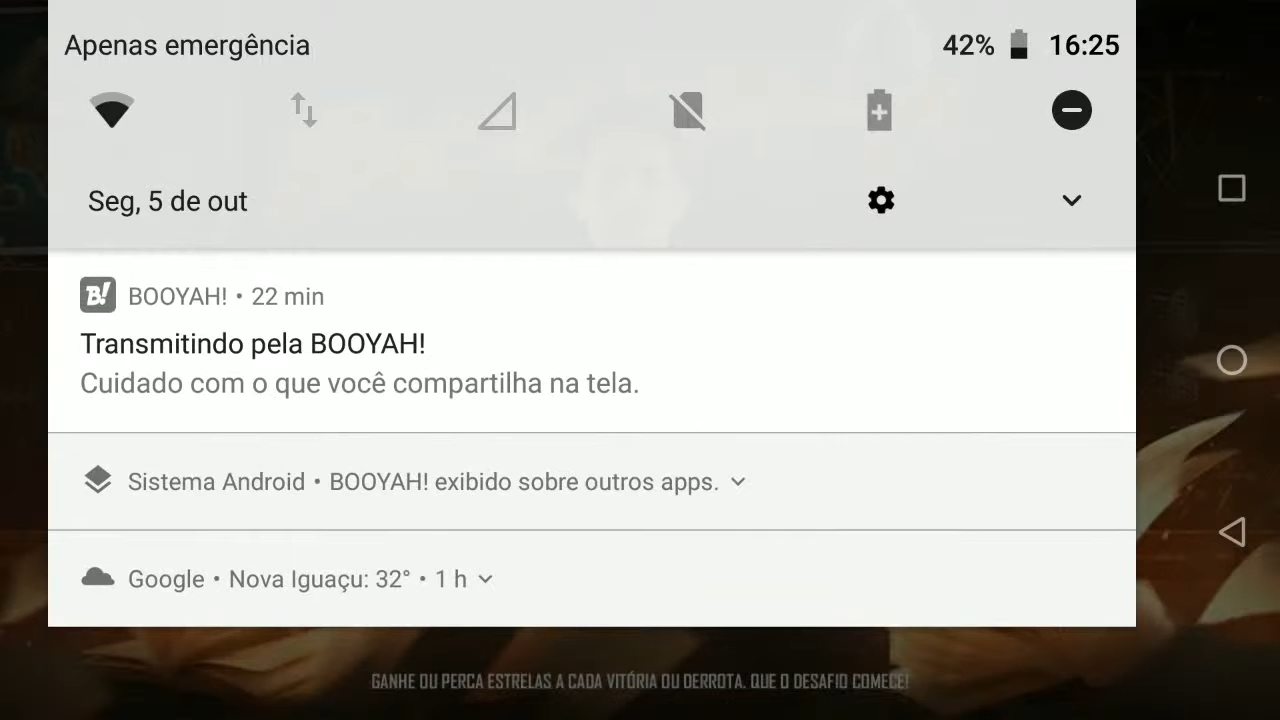 Apenas emergência
42% 16:25
Seg, 5 de out
B! BOOYAH! • 22 min
Transmitindo pela BOOYAH!
Cuidado com o que você compartilha na tela.
Sistema Android • BOOYAH! exibido sobre outros apps.
Google • Nova Iguaçu: 32° • 1 h
GANHE OU PERCA ESTRELAS A CADA VITÓRIA OU DERROTA. QUE O DESAFIO COMECE!